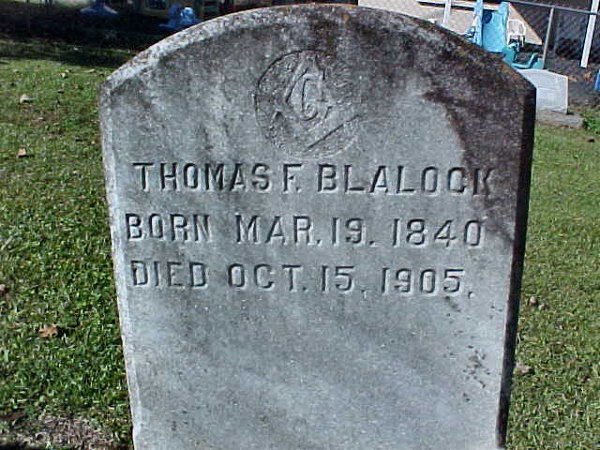 G
THOMAS F. BLALOCK
BORN MAR. 19. 1840
DIED OCT. 15, 1905.